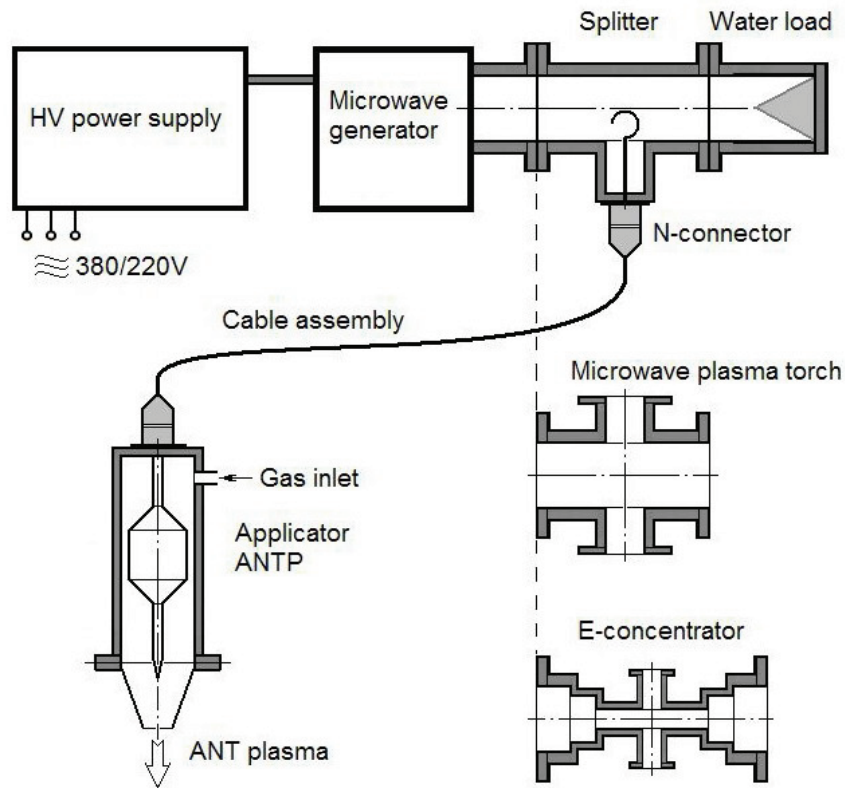 Splitter
Water load
HV power supply
Microwave
generator
N-connector
380/220V
Cable assembly
Microwave plasma torch
Gas inlet
Applicator
ANTP
E-concentrator
ANT plasma